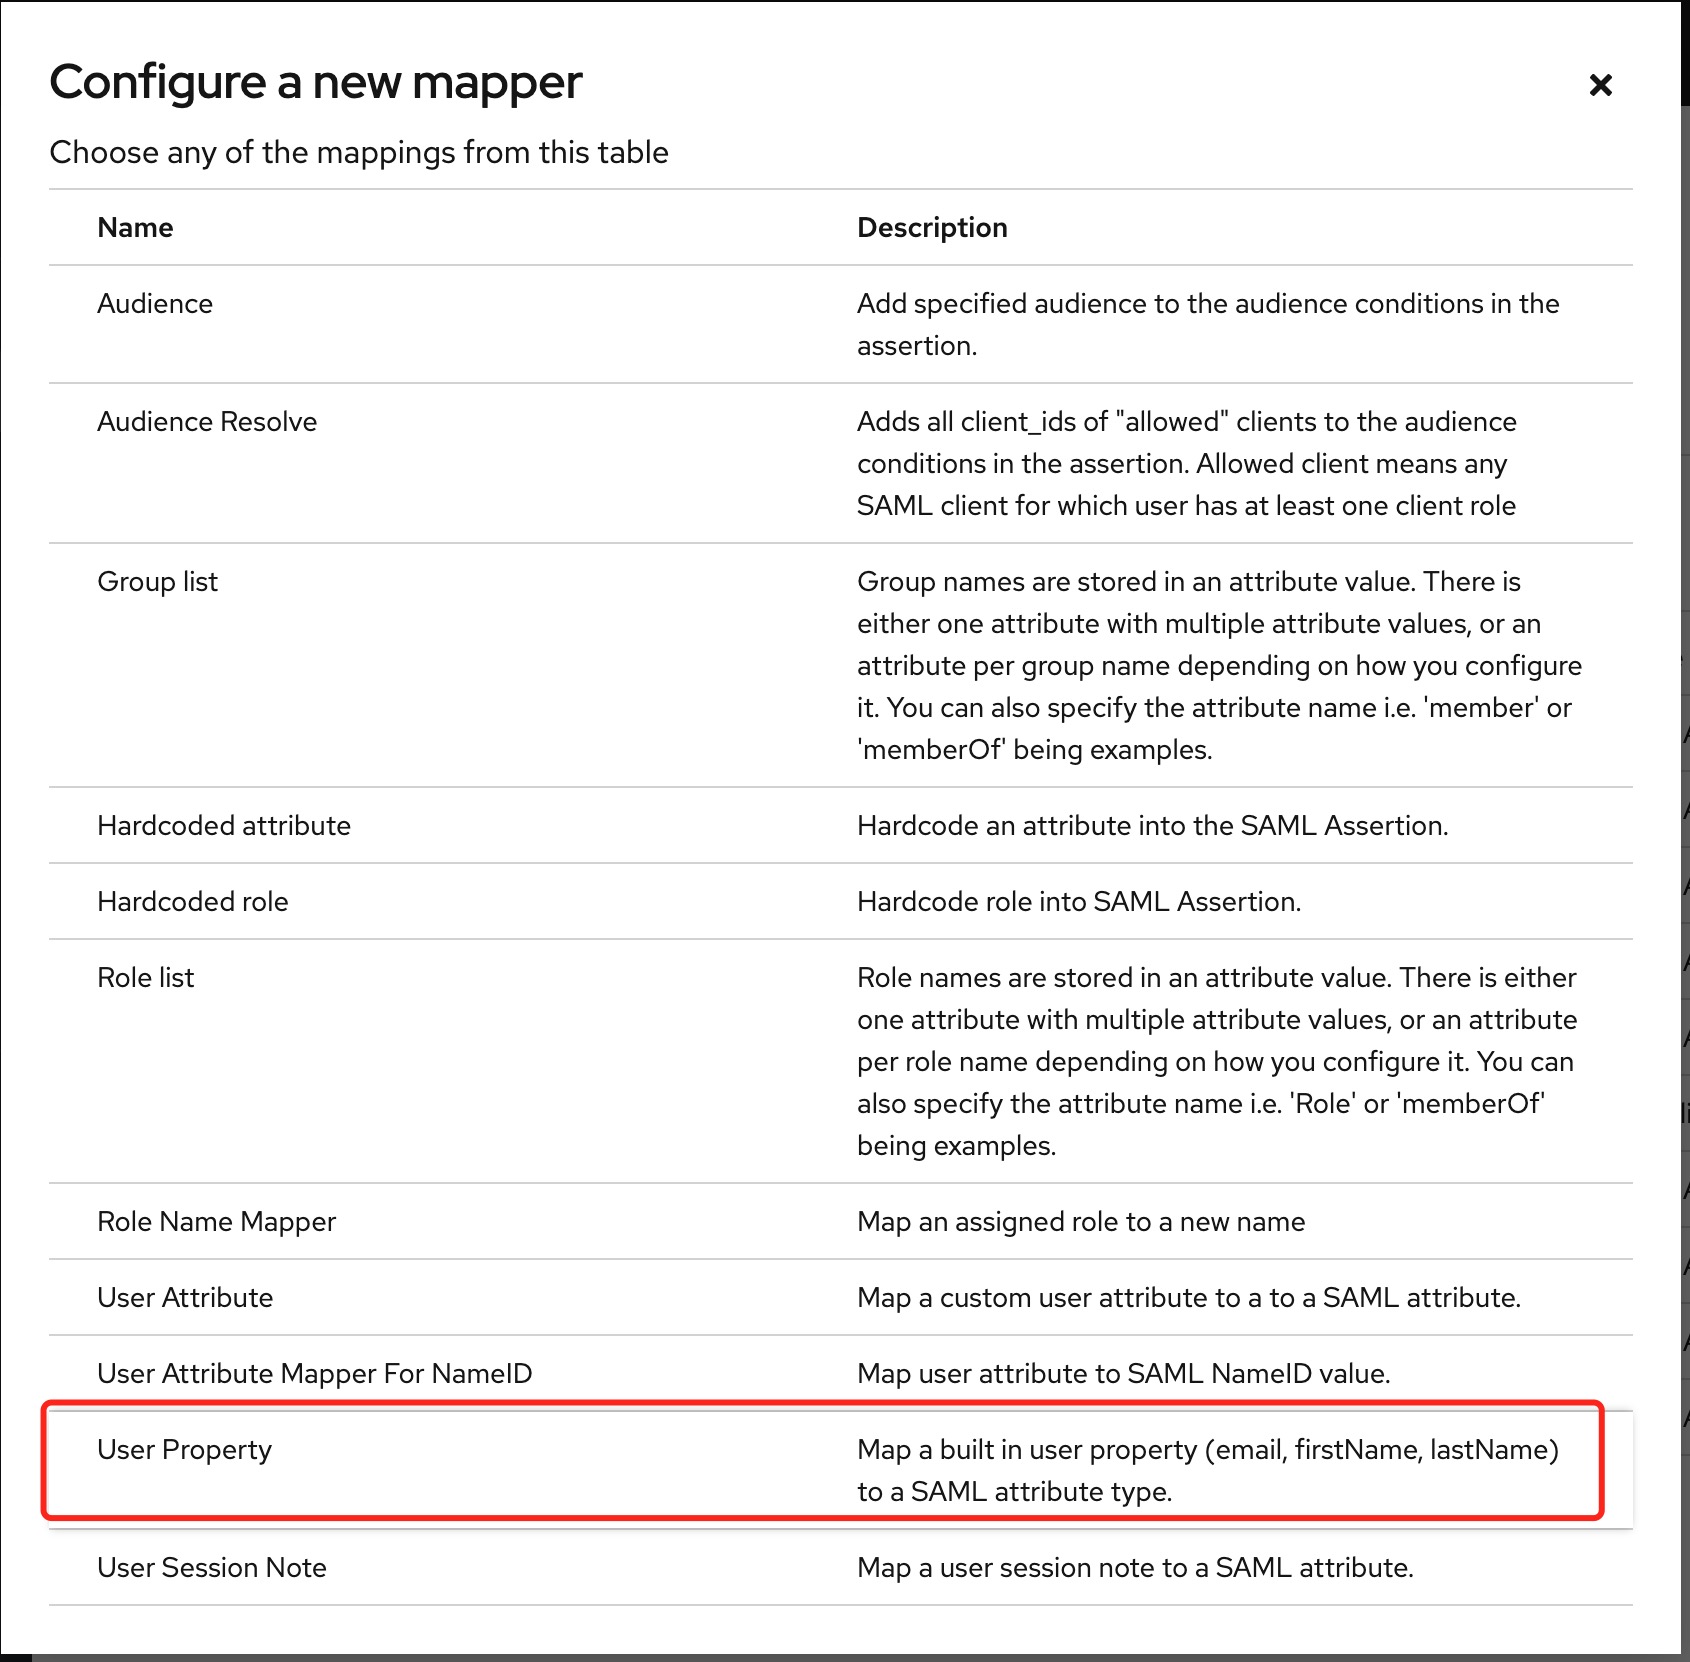 Configure a new mapper
Choose any of the mappings from this table
Name
Description
Audience
Add specified audience to the audience conditions in the
assertion.
Audience Resolve
Adds all client_ids of "allowed" clients to the audience
conditions in the assertion. Allowed client means any
SAML client for which user has at least one client role
Group list
Group names are stored in an attribute value. There is
either one attribute with multiple attribute values, or an
attribute per group name depending on how you configure
it. You can also specify the attribute name i.e. 'member' or
'memberOf' being examples.
Hardcoded attribute
Hardcode an attribute into the SAML Assertion.
Hardcoded role
Hardcode role into SAML Assertion.
Role list
Role names are stored in an attribute value. There is either
one attribute with multiple attribute values, or an attribute
per role name depending on how you configure it. You can
also specify the attribute name i.e. 'Role' or 'memberOf'
being examples.
Role Name Mapper
Map an assigned role to a new name
User Attribute
Map a custom user attribute to a to a SAML attribute.
User Attribute Mapper For NameID
Map user attribute to SAML NameID value.
User Property
Map a built in user property (email, firstName, lastName)
to a SAML attribute type.
User Session Note
Map a user session note to a SAML attribute.